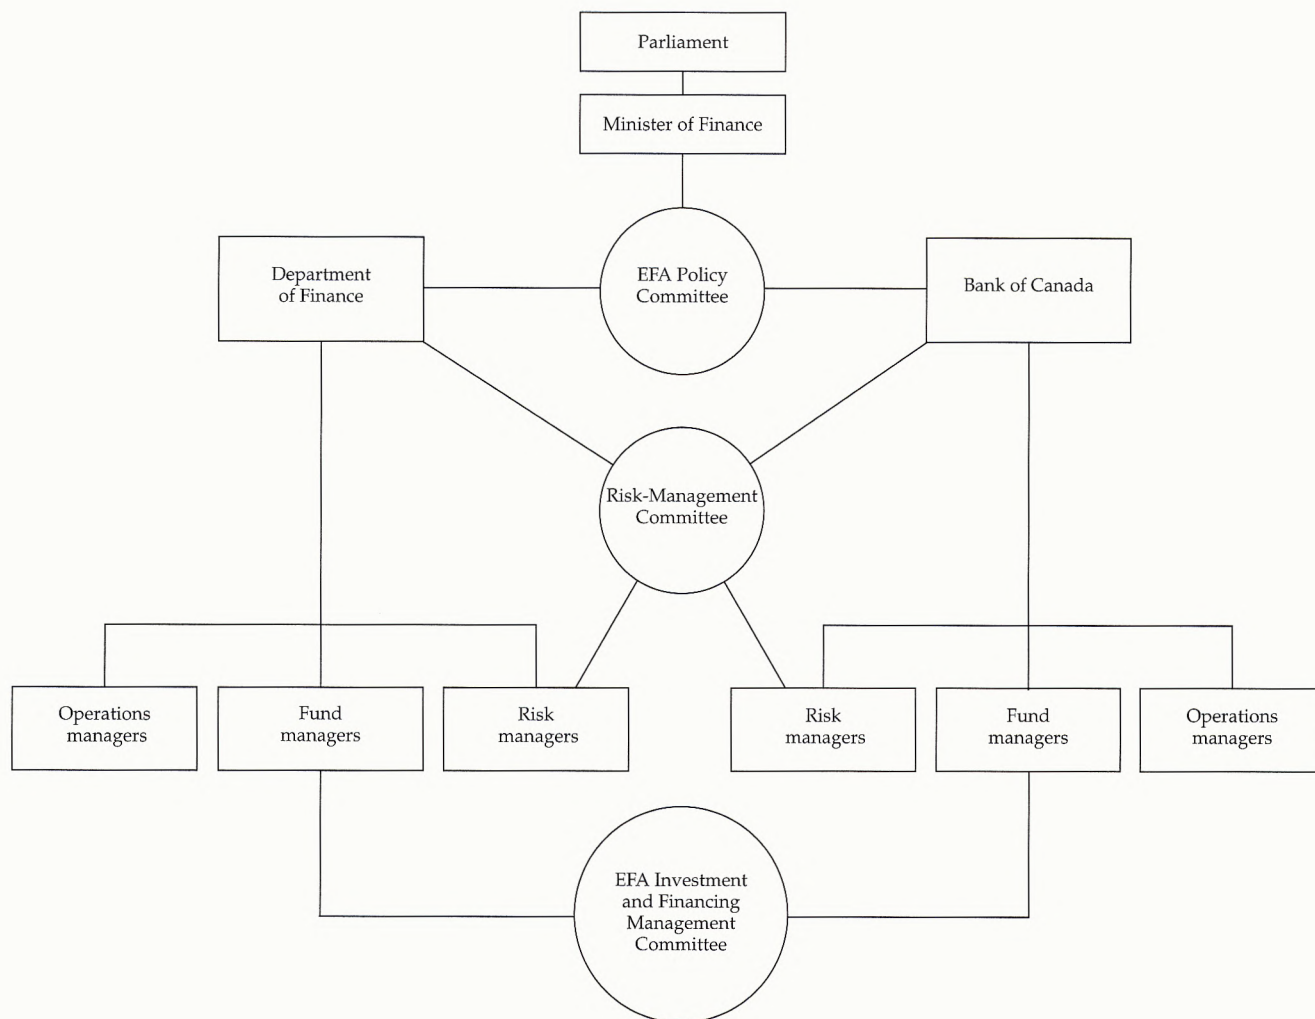 Parliament
Minister of Finance
EFA Policy
Committee
Department
of Finance
Bank of Canada
Risk-Management
Committee
Operations
managers
Fund
managers
Risk
managers
Risk
managers
Fund
managers
Operations
managers
EFA Investment
and Financing
Management
Committee